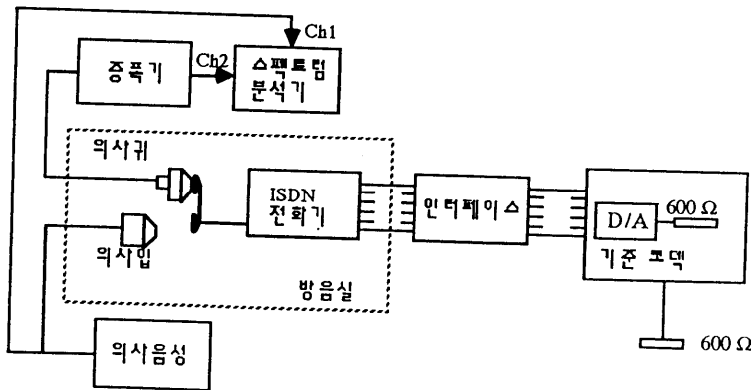 Ch1
증폭기
Ch2
스펙트럼
분석기
의사귀
ISDN
전화기
인터페이스
D/A
600 Ω
기준 코덱
의사입
방음실
의사음성
600 Ω